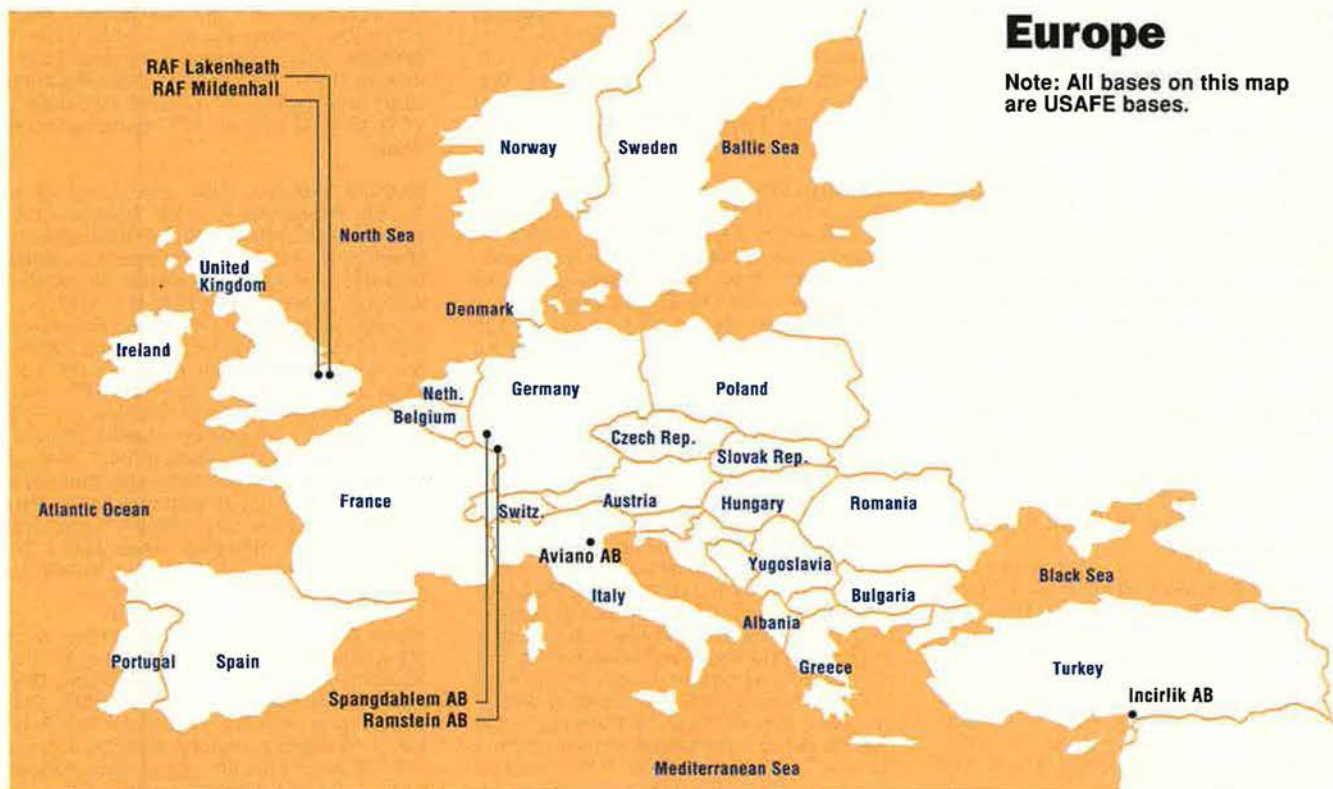 Europe
Note: All bases on this map
are USAFE bases.
RAF Lakenheath
RAF Mildenhall
Norway
Sweden
Baltic Sea
North Sea
United
Kingdom
Denmark
Ireland
Neth.
Germany
Poland
Belgium
Czech Rep.
Slovak Rep.
France
Switz.
Austria
Hungary
Romania
Atlantic Ocean
Aviano AB
Yugoslavia
Black Sea
Italy
Bulgaria
Albania
Portugal
Spain
Greece
Turkey
Spangdahlem AB
Ramstein AB
Incirlik AB
Mediterranean Sea